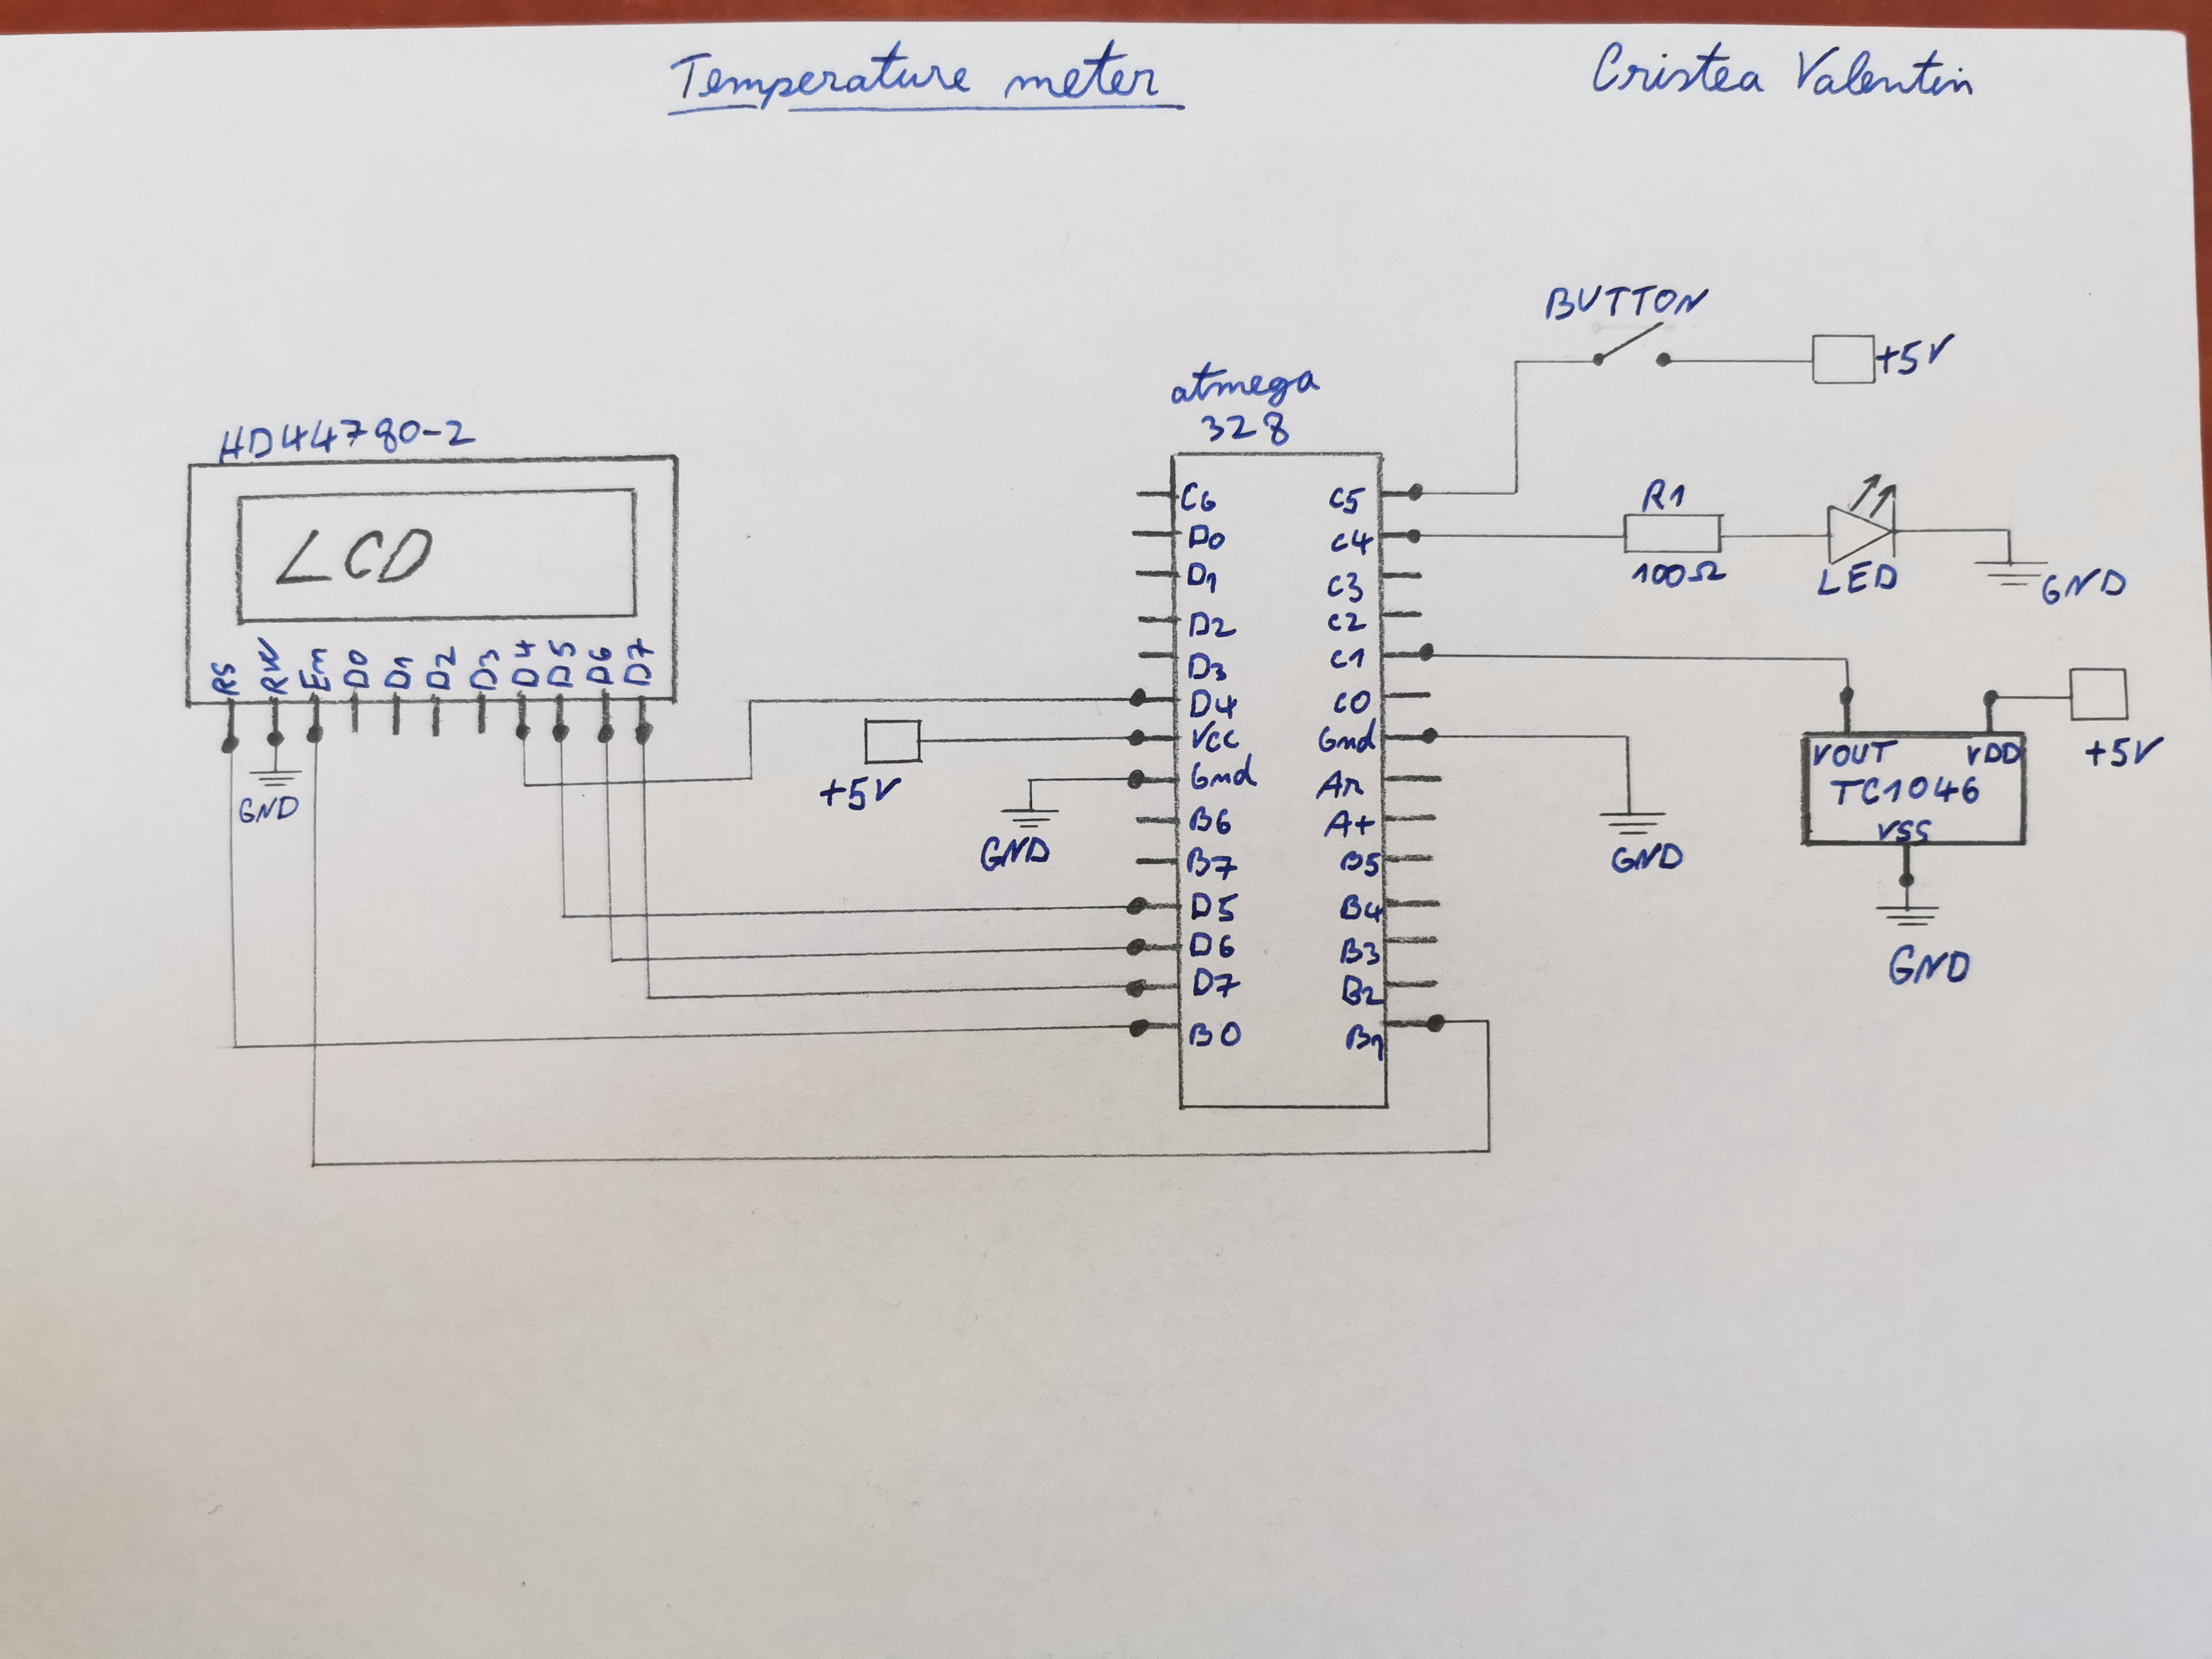 Temperature meter
Cristea Valentin
BUTTON
+5V
atmega
328
HD44780-2
LCD
RS RW En D0 D1 D2 D3 D4 D5 D6 D7
GND
C6
D0
D1
D2
D3
D4
VCC
Gnd
B6
B7
D5
D6
D7
B0
C5
C4
C3
C2
C1
C0
Gnd
Ar
A+
B5
B4
B3
B2
B1
+5V
GND
R1
100Ω
LED
GND
GND
VOUT VDD
TC1046
VSS
+5V
GND